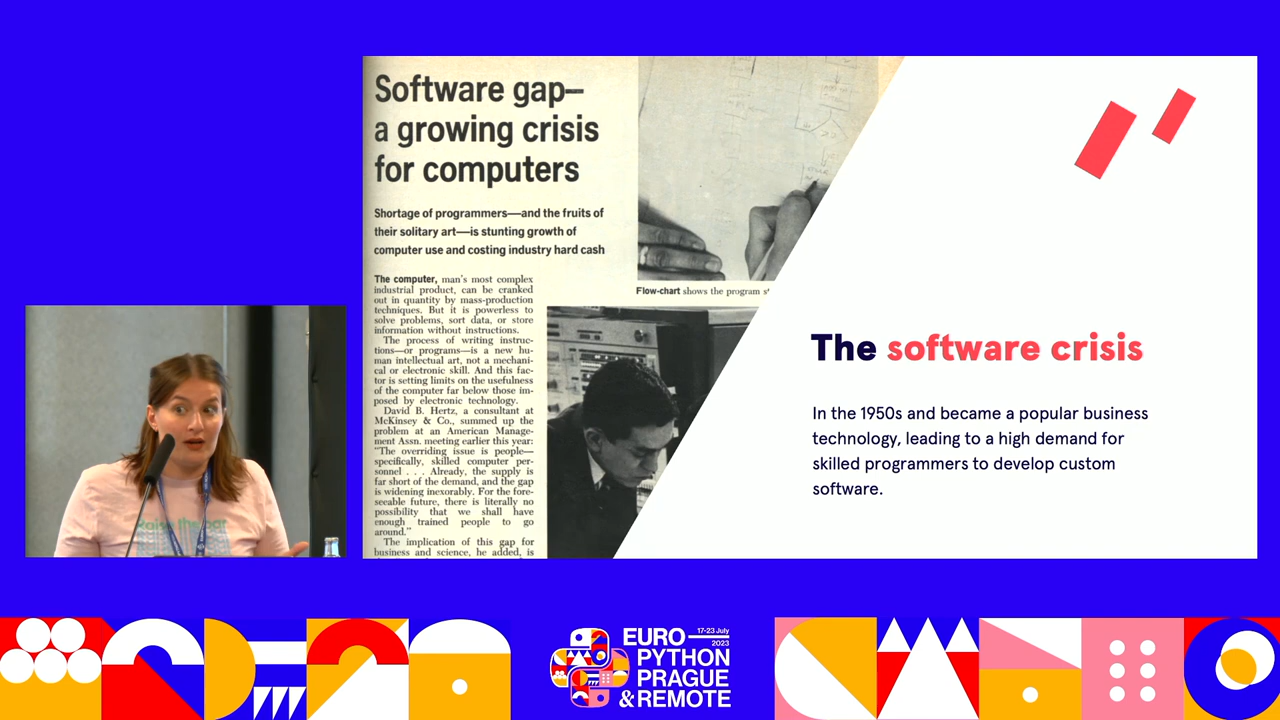 Software gap—
a growing crisis
for computers
Shortage of programmers—and the fruits of
their solitary art—is stunting growth of
computer use and costing industry hard cash
The computer, man's most complex
industrial product, can be cranked
out in quantity by mass-production
techniques. But it is powerless to
solve problems, sort data, or store
information without instructions.
The process of writing instruc-
tions—or programs—is a new hu-
man intellectual art, not a mechani-
cal or electronic skill. And this fac-
tor is setting limits on the usefulness
of the computer far below those im-
posed by electronic technology.
David B. Hertz, a consultant at
McKinsey & Co., summed up the
problem at an American Manage-
ment Assn. meeting earlier this year:
"The overriding issue is people—
specifically, skilled computer per-
sonnel . . . Already, the supply is
far short of the demand, and the gap
is widening inexorably. For the fore-
seeable future, there is literally no
possibility that we shall have
enough trained people to go
around."
The implication of this gap for
business and science, he added, is
Flow-chart shows the program
The software crisis
In the 1950s and became a popular business
technology, leading to a high demand for
skilled programmers to develop custom
software.
Raise the bar
EURO 17-23 July
2023
PYTHON
PRAGUE
& REMOTE